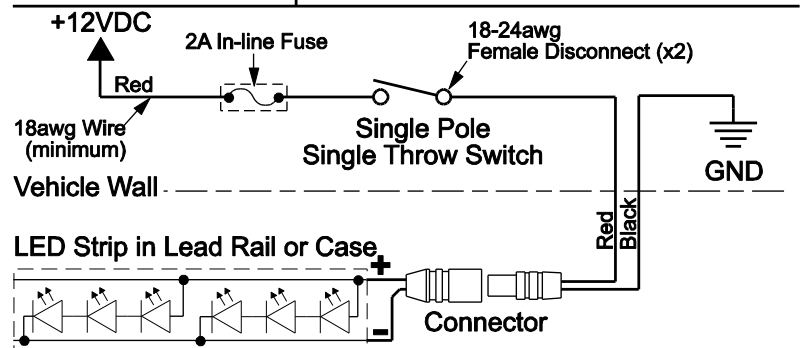 +12VDC
2A In-line Fuse
18-24awg
Female Disconnect (x2)
Red
18awg Wire
(minimum)
Single Pole
Single Throw Switch
GND
Vehicle Wall
Red
Black
LED Strip in Lead Rail or Case
+
-
Connector